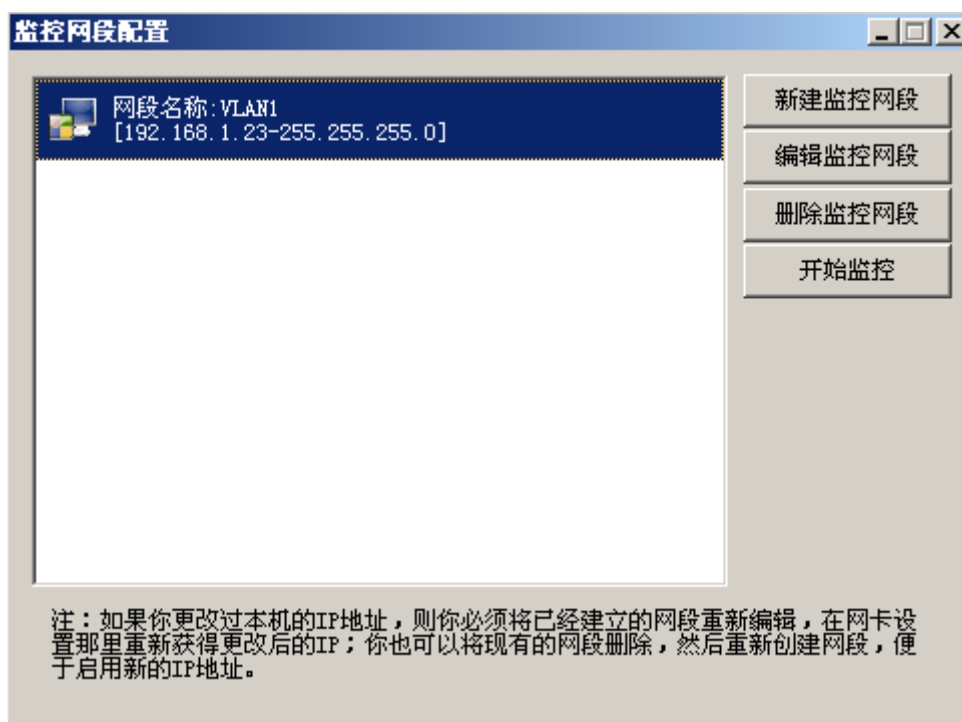 监控网段配置
网段名称:VLAN1
[192.168.1.23-255.255.255.0]
新建监控网段
编辑监控网段
删除监控网段
开始监控
注：如果你更改过本机的IP地址，则你必须将已经建立的网段重新编辑，在网卡设
置那里重新获得更改后的IP；你也可以将现有的网段删除，然后重新创建网段，便
于启用新的IP地址。